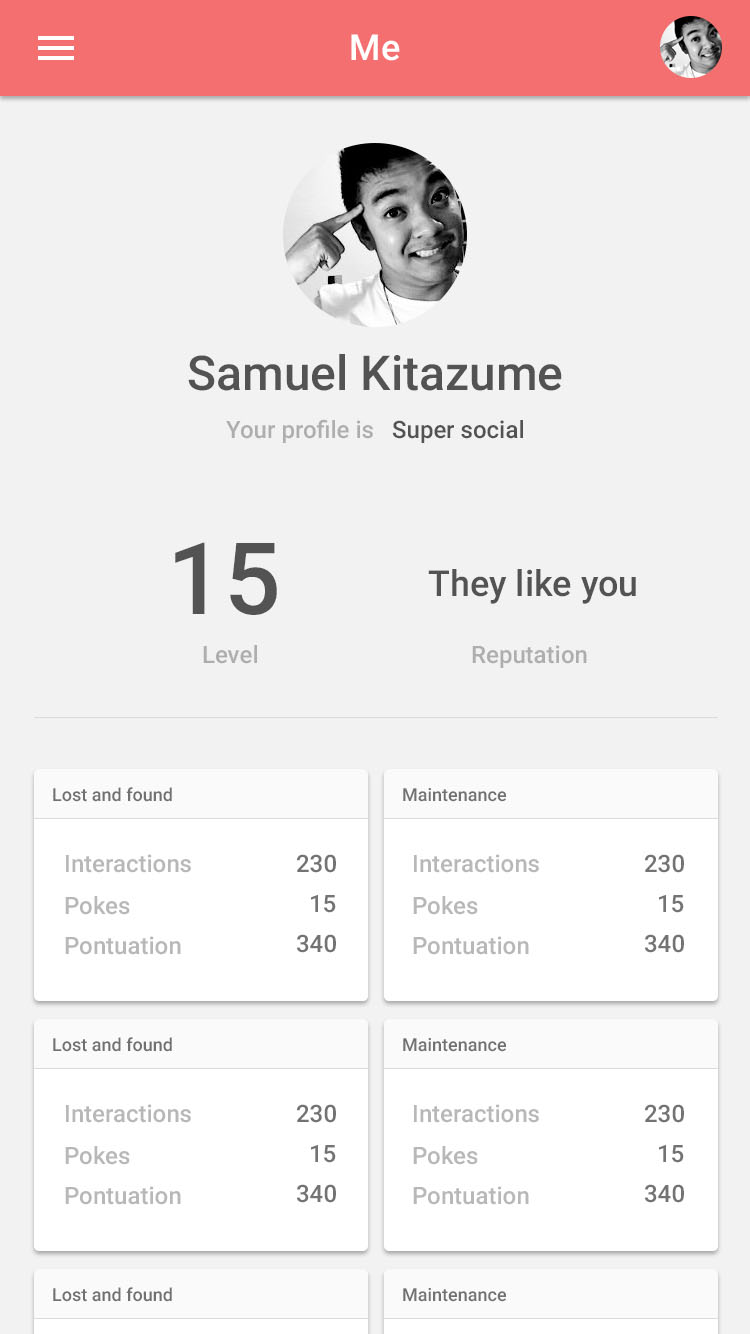 Me
Samuel Kitazume
Your profile is Super social
15
They like you
Level
Reputation
Lost and found
Interactions 230
Pokes 15
Pontuation 340
Maintenance
Interactions 230
Pokes 15
Pontuation 340
Lost and found
Interactions 230
Pokes 15
Pontuation 340
Maintenance
Interactions 230
Pokes 15
Pontuation 340
Lost and found
Maintenance